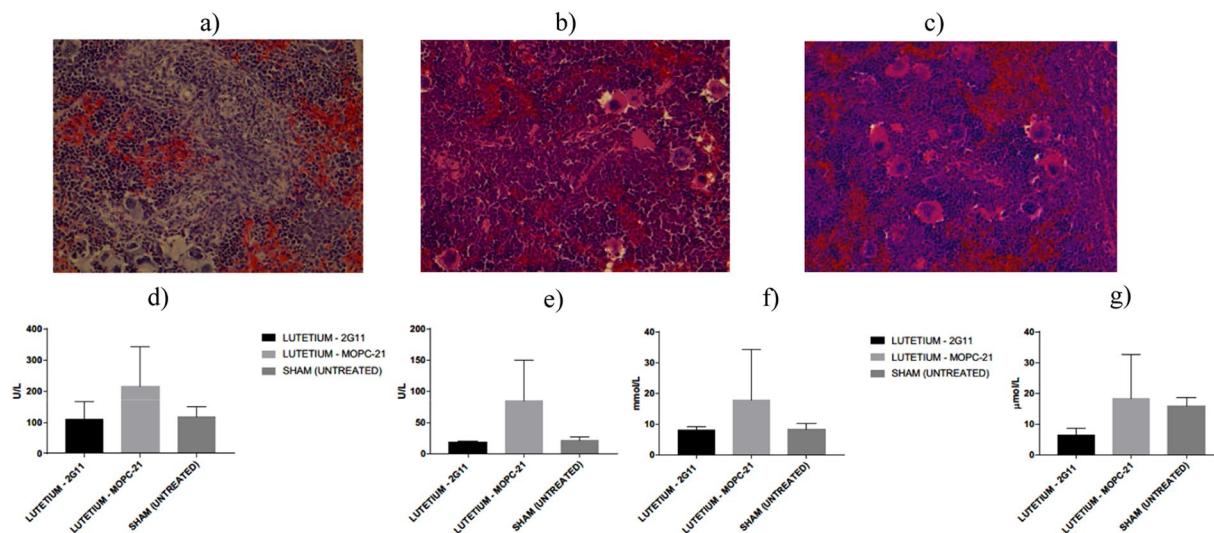 a)
b)
c)
d)
400
300
200
100
0
U/L
LUTETIUM - 2G11
LUTETIUM - MOPC-21
SHAM (UNTREATED)
LUTETIUM - 2G11
LUTETIUM - MOPC-21
SHAM (UNTREATED)
e)
200
150
100
50
0
U/L
LUTETIUM - 2G11
LUTETIUM - MOPC-21
SHAM (UNTREATED)
f)
40
30
20
10
0
mmol/L
LUTETIUM - 2G11
LUTETIUM - MOPC-21
SHAM (UNTREATED)
LUTETIUM - 2G11
LUTETIUM - MOPC-21
SHAM (UNTREATED)
g)
40
30
20
10
0
μmol/L
LUTETIUM - 2G11
LUTETIUM - MOPC-21
SHAM (UNTREATED)